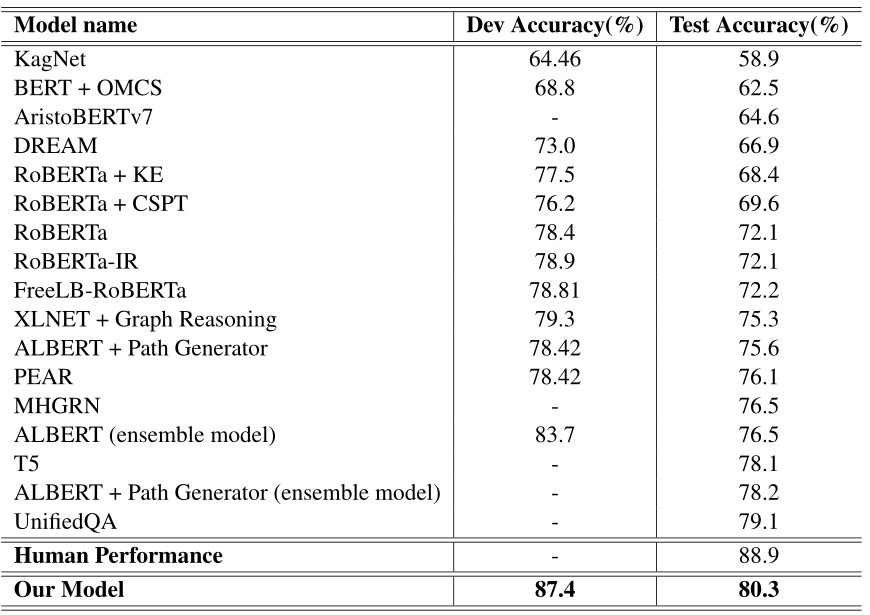 Model name Dev Accuracy(%) Test Accuracy(%)
KagNet 64.46 58.9
BERT + OMCS 68.8 62.5
AristoBERTv7 - 64.6
DREAM 73.0 66.9
RoBERTa + KE 77.5 68.4
RoBERTa + CSPT 76.2 69.6
RoBERTa 78.4 72.1
RoBERTa-IR 78.9 72.1
FreeLB-RoBERTa 78.81 72.2
XLNET + Graph Reasoning 79.3 75.3
ALBERT + Path Generator 78.42 75.6
PEAR 78.42 76.1
MHGRN - 76.5
ALBERT (ensemble model) 83.7 76.5
T5 - 78.1
ALBERT + Path Generator (ensemble model) - 78.2
UnifiedQA - 79.1
Human Performance - 88.9
Our Model 87.4 80.3